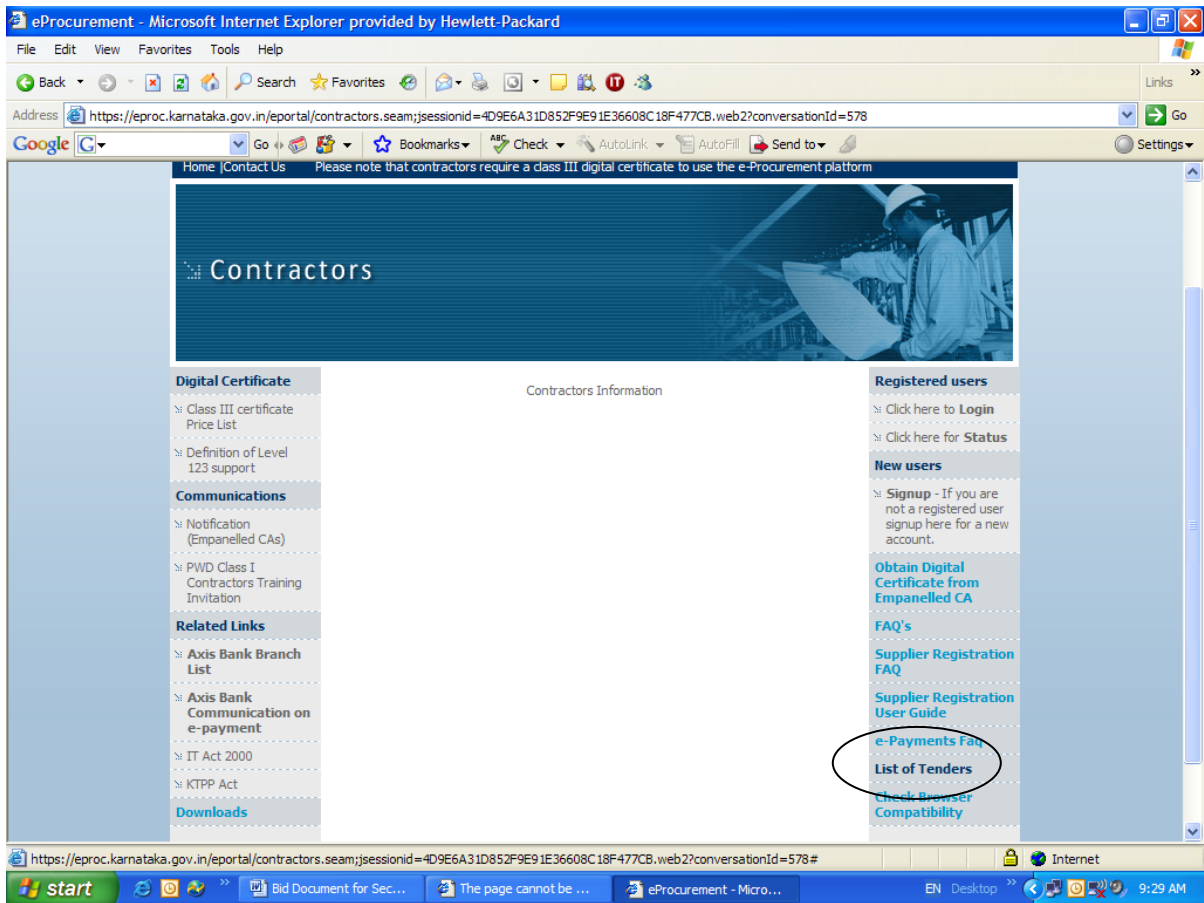 eProcurement - Microsoft Internet Explorer provided by Hewlett-Packard
File Edit View Favorites Tools Help
Back Search Favorites Links
Address https://eproc.karnataka.gov.in/eportal/contractors.seam;jsessionid=4D9E6A31D852F9E91E36608C18F477CB.web2?conversationId=578 Go
Google G Go Bookmarks Check AutoLink AutoFill Send to Settings
Home |Contact Us Please note that contractors require a class III digital certificate to use the e-Procurement platform
Contractors
Digital Certificate
Class III certificate
Price List
Definition of Level
123 support
Communications
Notification
(Empanelled CAs)
PWD Class I
Contractors Training
Invitation
Related Links
Axis Bank Branch
List
Axis Bank
Communication on
e-payment
IT Act 2000
KTPP Act
Downloads
Contractors Information
Registered users
Click here to Login
Click here for Status
New users
Signup - If you are
not a registered user
signup here for a new
account.
Obtain Digital
Certificate from
Empanelled CA
FAQ's
Supplier Registration
FAQ
Supplier Registration
User Guide
e-Payments Faq
List of Tenders
Check Browser
Compatibility
https://eproc.karnataka.gov.in/eportal/contractors.seam;jsessionid=4D9E6A31D852F9E91E36608C18F477CB.web2?conversationId=578# Internet
start Bid Document for Sec... The page cannot be ... eProcurement - Micro... EN Desktop 9:29 AM